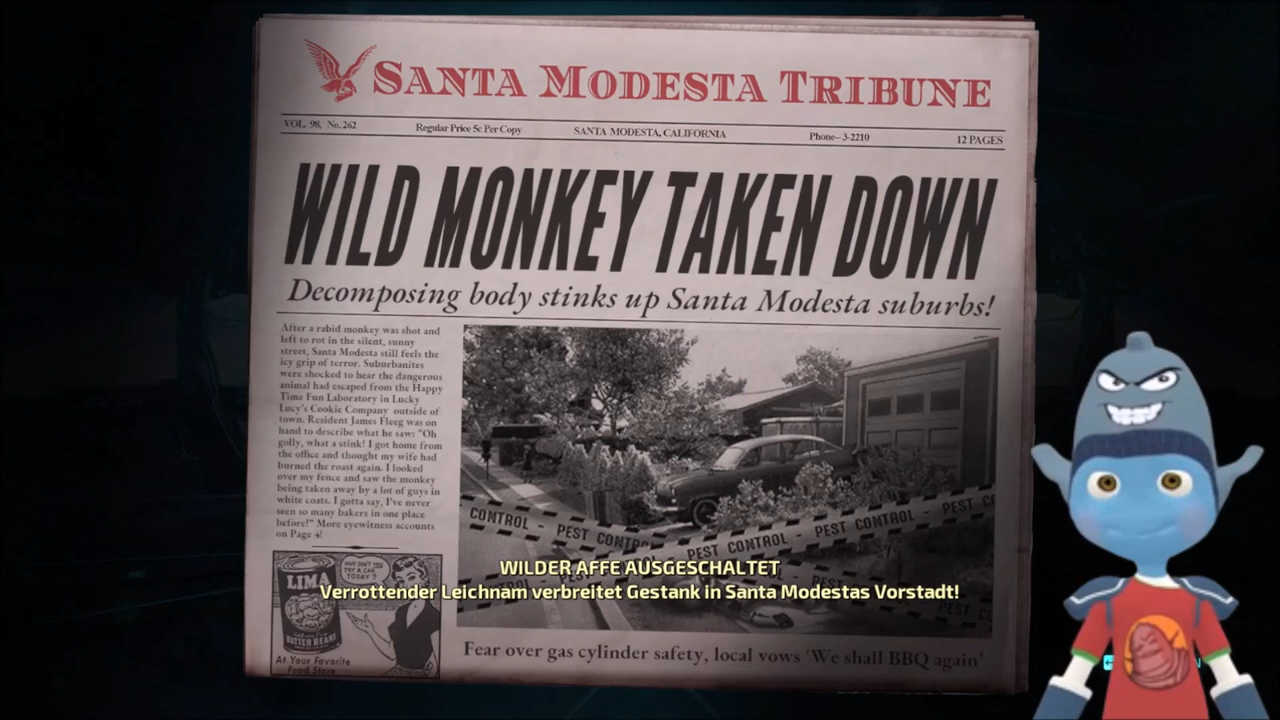 SANTA MODESTA TRIBUNE
VOL. 98, No.262 Regular Price 5c Per Copy SANTA MODESTA, CALIFORNIA Phone– 3-2210 12 PAGES
WILD MONKEY TAKEN DOWN
Decomposing body stinks up Santa Modesta suburbs!
After a rabid monkey was shot and
left to rot in the silent, sunny
street, Santa Modesta still feels the
icy grip of terror. Suburbanites
were shocked to hear the dangerous
animal had escaped from the Happy
Time Fun Laboratory in Lucky
Lucy's Cookie Company outside of
town. Resident James Fleeg was on
hand to describe what he saw: "Oh
golly, what a stink! I got home from
the office and thought my wife had
burned the roast again. I looked
over my fence and saw the monkey
being taken away by a lot of guys in
white coats. I gotta say, I've never
seen so many bakers in one place
before!" More eyewitness accounts
on Page 4!
CONTROL - PEST CONTROL
PEST CONTROL - PEST CONTROL - PEST C
WILDER AFFE AUSGESCHALTET
Verrottender Leichnam verbreitet Gestank in Santa Modestas Vorstadt!
LIMA
WHY DON'T YOU
TRY A CAN
TODAY?
BUTTER BEANS
At Your Favorite
Food Store
Fear over gas cylinder safety, local vows 'We shall BBQ again'